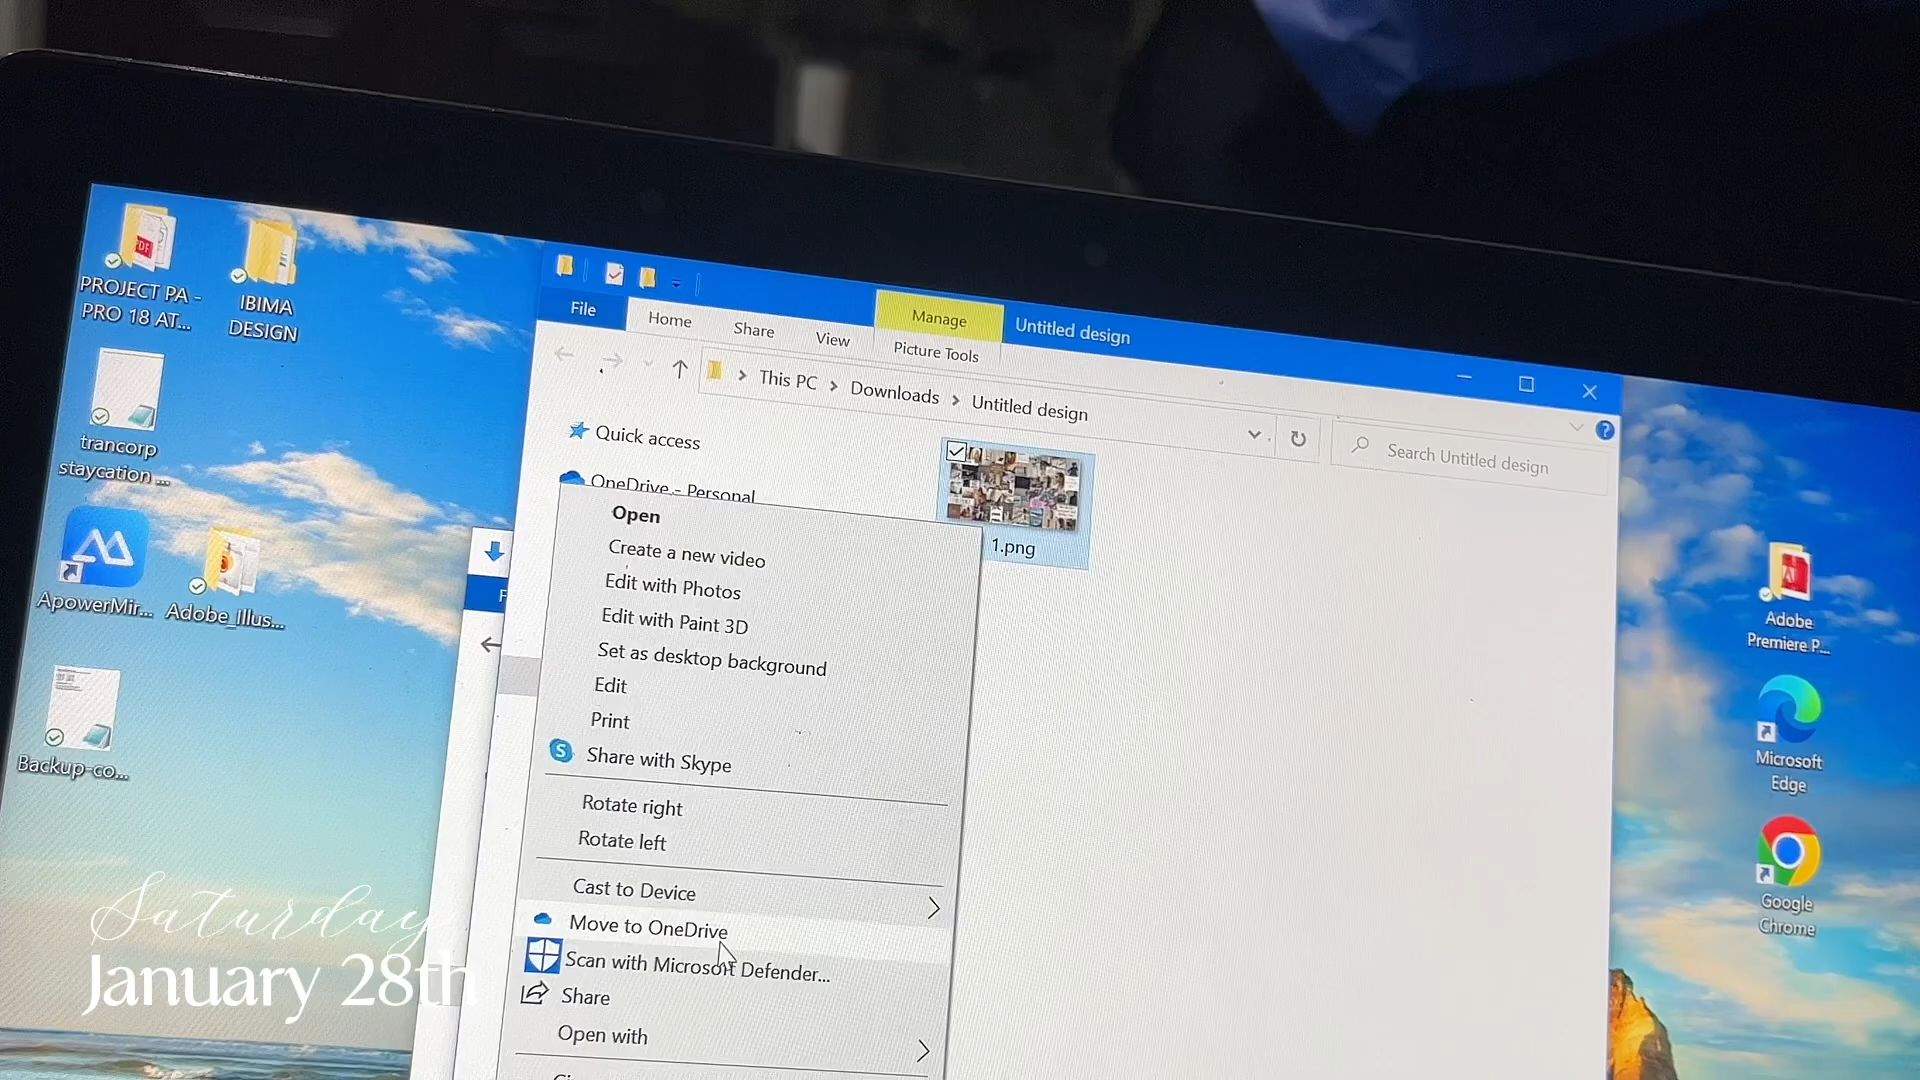 PROJECT PA -
PRO 18 AT...
IBIMA
DESIGN
trancorp
staycation ...
ApowerMir...
Adobe_Illus...
Backup-co...
File
Home
Share
View
Manage
Picture Tools
Untitled design
This PC > Downloads > Untitled design
Search Untitled design
Quick access
OneDrive - Personal
1.png
Open
Create a new video
Edit with Photos
Edit with Paint 3D
Set as desktop background
Edit
Print
Share with Skype
Rotate right
Rotate left
Cast to Device
Move to OneDrive
Scan with Microsoft Defender...
Share
Open with
Adobe
Premiere P...
Microsoft
Edge
Google
Chrome
Saturday
January 28th